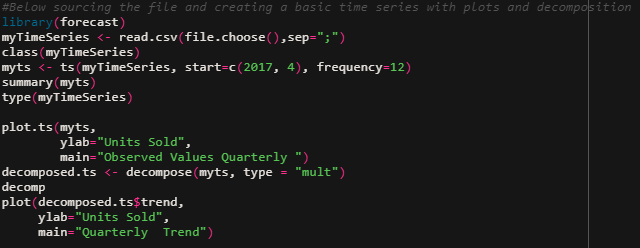 #Below sourcing the file and creating a basic time series with plots and decomposition
library(forecast)
myTimeSeries <- read.csv(file.choose(),sep=";")
class(myTimeSeries)
myts <- ts(myTimeSeries, start=c(2017, 4), frequency=12)
summary(myts)
type(myTimeSeries)
plot.ts(myts,
ylab="Units Sold",
main="Observed Values Quarterly ")
decomposed.ts <- decompose(myts, type = "mult")
decomp
plot(decomposed.ts$trend,
ylab="Units Sold",
main="Quarterly  Trend")